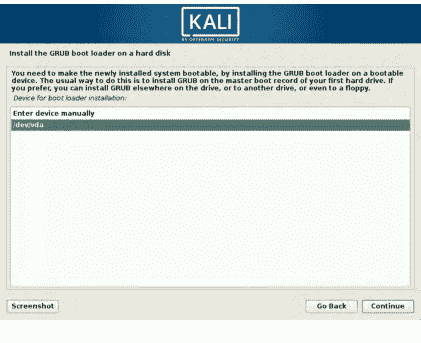 KALI
BY OFFENSIVE SECURITY
Install the GRUB boot loader on a hard disk
You need to make the newly installed system bootable, by installing the GRUB boot loader on a bootable
device. The usual way to do this is to install GRUB on the master boot record of your first hard drive. If
you prefer, you can install GRUB elsewhere on the drive, or to another drive, or even to a floppy.
Device for boot loader installation:
Enter device manually
/dev/vda
Screenshot
Go Back
Continue